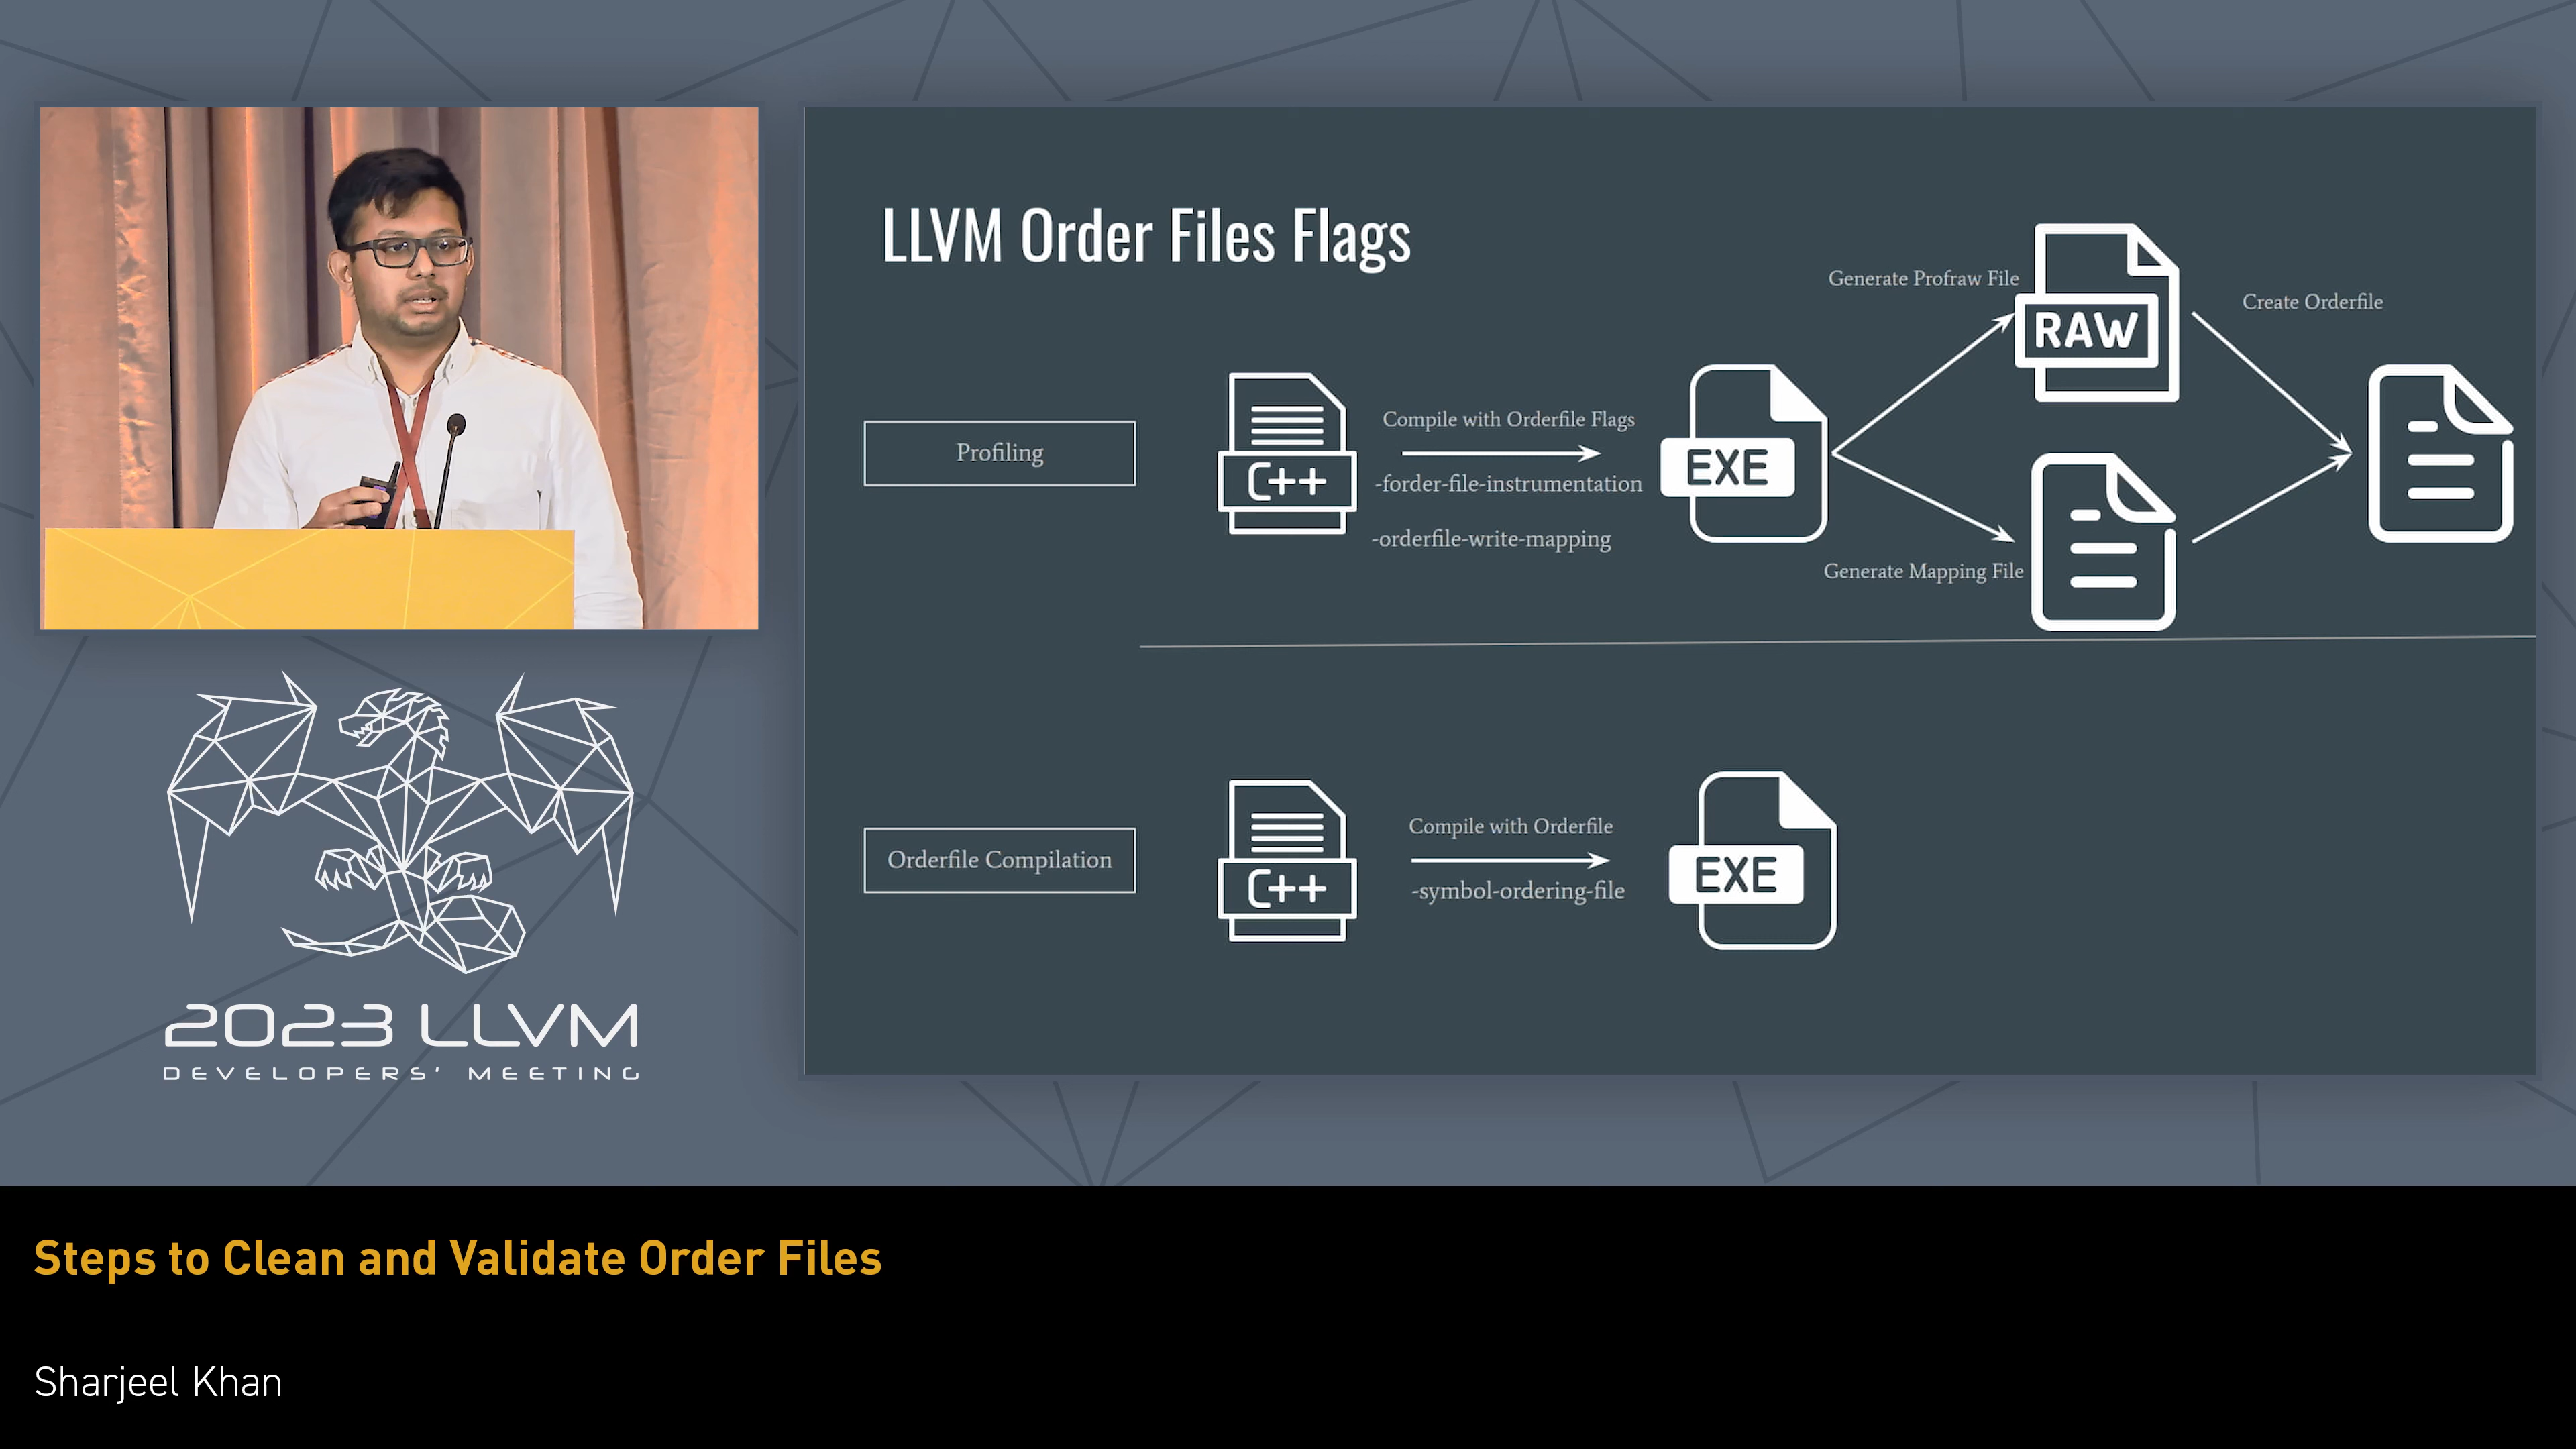 LLVM Order Files Flags
Generate Profraw File
RAW
Create Orderfile
Profiling
C++
Compile with Orderfile Flags
-forder-file-instrumentation
-orderfile-write-mapping
EXE
Generate Mapping File
Orderfile Compilation
C++
Compile with Orderfile
-symbol-ordering-file
EXE
2023 LLVM
DEVELOPERS' MEETING
Steps to Clean and Validate Order Files
Sharjeel Khan